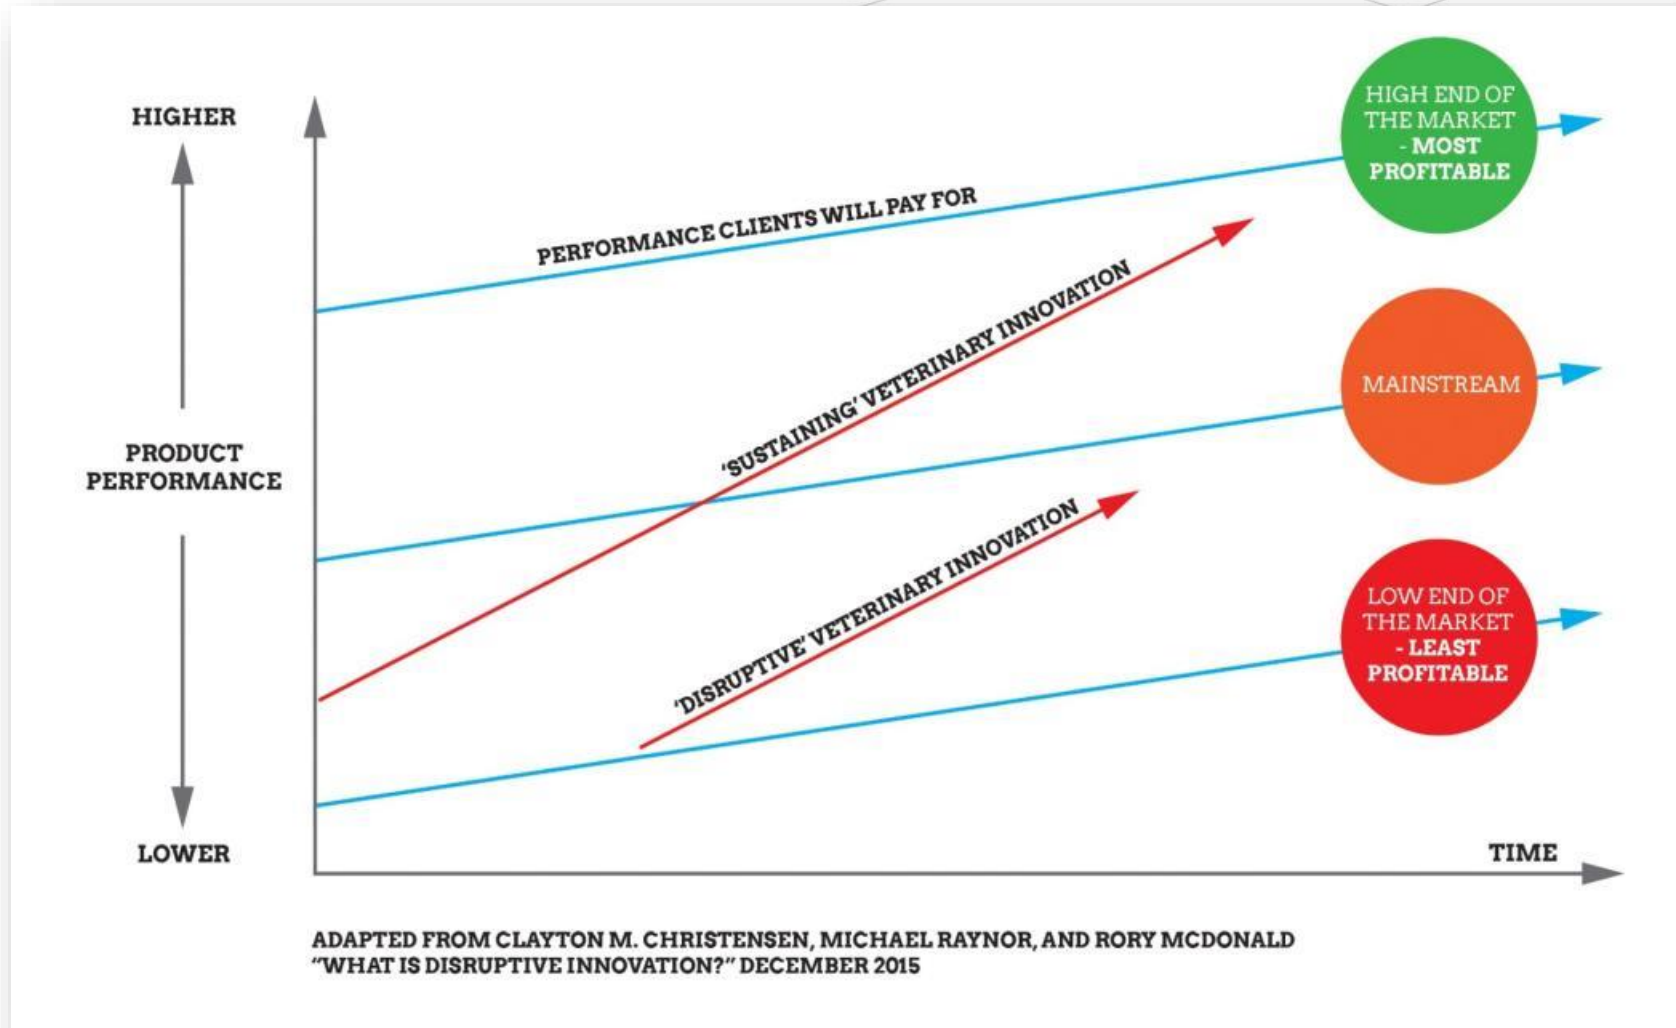 HIGHER
PRODUCT
PERFORMANCE
LOWER
PERFORMANCE CLIENTS WILL PAY FOR
‘SUSTAINING’ VETERINARY INNOVATION
‘DISRUPTIVE’ VETERINARY INNOVATION
HIGH END OF
THE MARKET
- MOST
PROFITABLE
MAINSTREAM
LOW END OF
THE MARKET
- LEAST
PROFITABLE
TIME
ADAPTED FROM CLAYTON M. CHRISTENSEN, MICHAEL RAYNOR, AND RORY MCDONALD
“WHAT IS DISRUPTIVE INNOVATION?” DECEMBER 2015